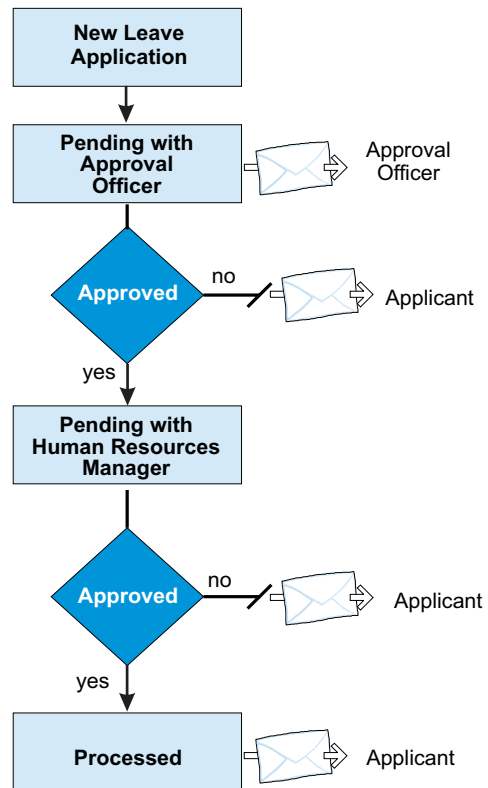 New Leave
Application
Pending with
Approval
Officer
Approval
Officer
Approved
no
Applicant
yes
Pending with
Human Resources
Manager
Approved
no
Applicant
yes
Processed
Applicant